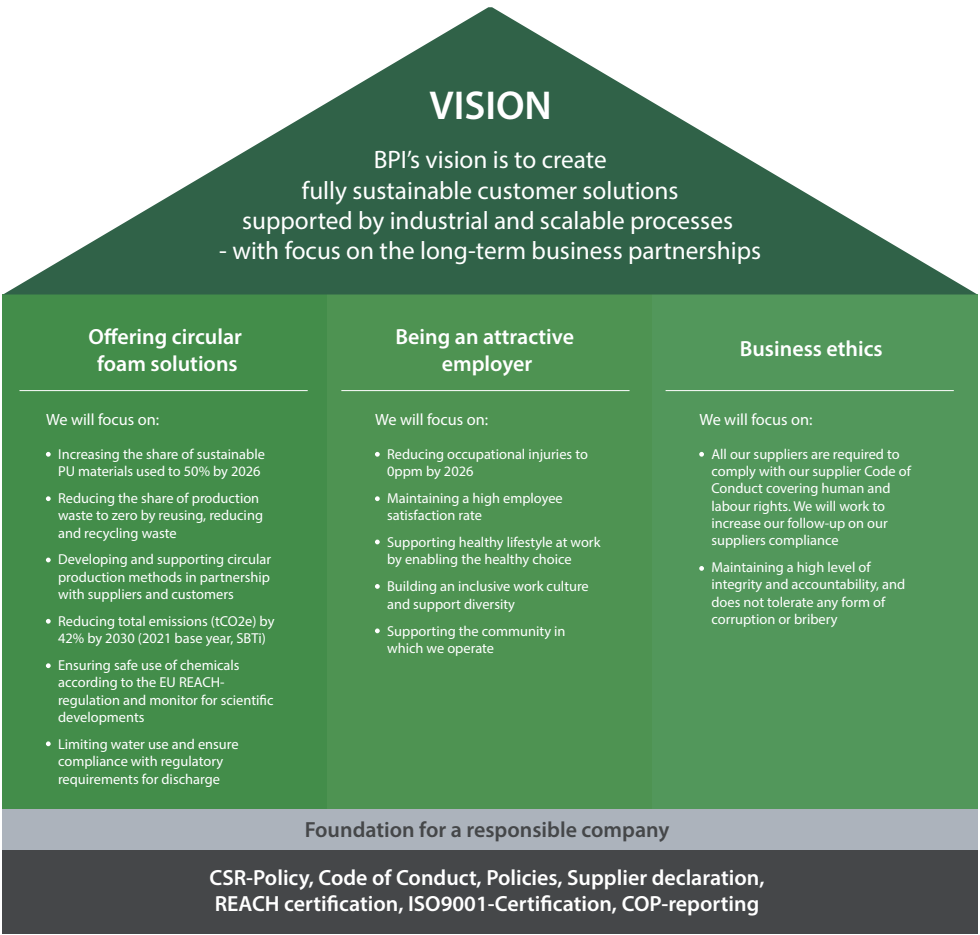 VISION
BPI’s vision is to create
fully sustainable customer solutions
supported by industrial and scalable processes
- with focus on the long-term business partnerships
Offering circular
foam solutions
We will focus on:
• Increasing the share of sustainable
PU materials used to 50% by 2026
• Reducing the share of production
waste to zero by reusing, reducing
and recycling waste
• Developing and supporting circular
production methods in partnership
with suppliers and customers
• Reducing total emissions (tCO2e) by
42% by 2030 (2021 base year, SBTi)
• Ensuring safe use of chemicals
according to the EU REACH-
regulation and monitor for scientific
developments
• Limiting water use and ensure
compliance with regulatory
requirements for discharge
Being an attractive
employer
We will focus on:
• Reducing occupational injuries to
0ppm by 2026
• Maintaining a high employee
satisfaction rate
• Supporting healthy lifestyle at work
by enabling the healthy choice
• Building an inclusive work culture
and support diversity
• Supporting the community in
which we operate
Business ethics
We will focus on:
• All our suppliers are required to
comply with our supplier Code of
Conduct covering human and
labour rights. We will work to
increase our follow-up on our
suppliers compliance
• Maintaining a high level of
integrity and accountability, and
does not tolerate any form of
corruption or bribery
Foundation for a responsible company
CSR-Policy, Code of Conduct, Policies, Supplier declaration,
REACH certification, ISO9001-Certification, COP-reporting